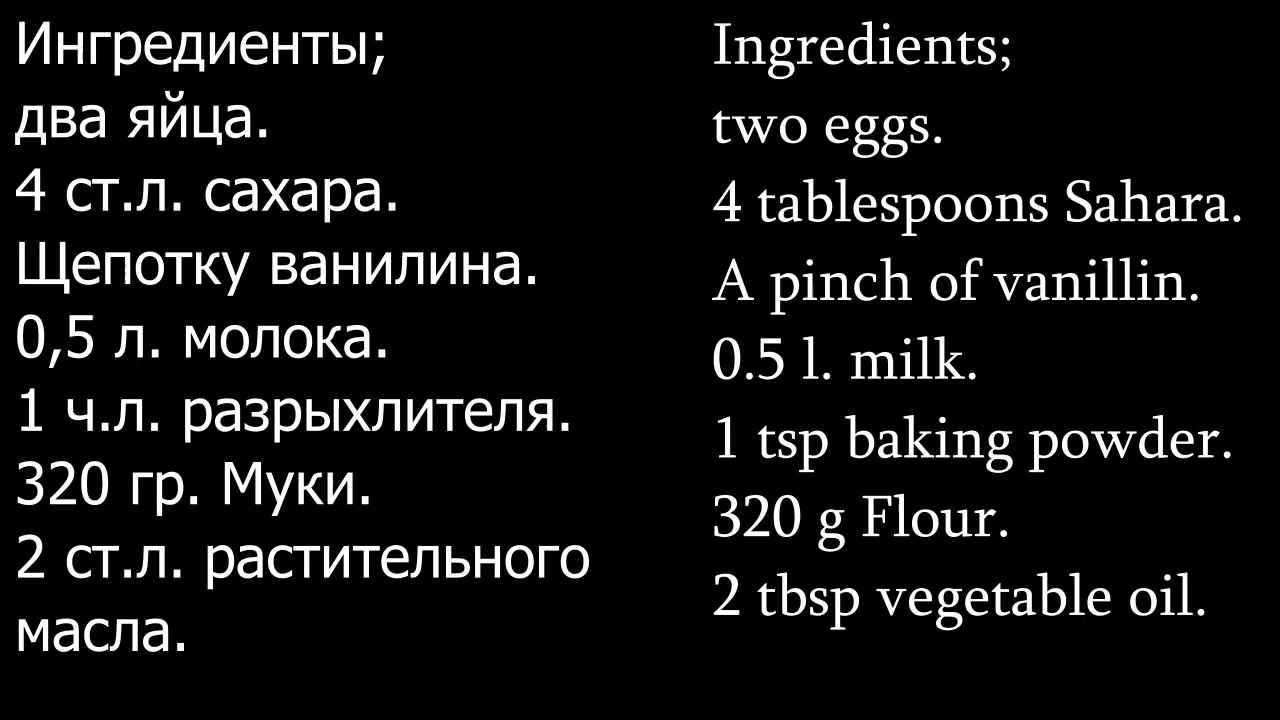 Ингредиенты;
два яйца.
4 ст.л. сахара.
Щепотку ванилина.
0,5 л. молока.
1 ч.л. разрыхлителя.
320 гр. Муки.
2 ст.л. растительного
масла.
Ingredients;
two eggs.
4 tablespoons Sahara.
A pinch of vanillin.
0.5 l. milk.
1 tsp baking powder.
320 g Flour.
2 tbsp vegetable oil.